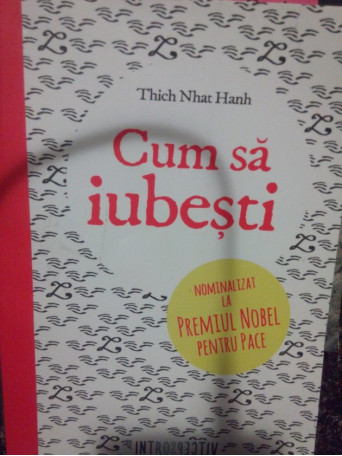 Thich Nhat Hanh
Cum să
iubești
NOMINALIZAT
LA
PREMIUL NOBEL
PENTRU PACE